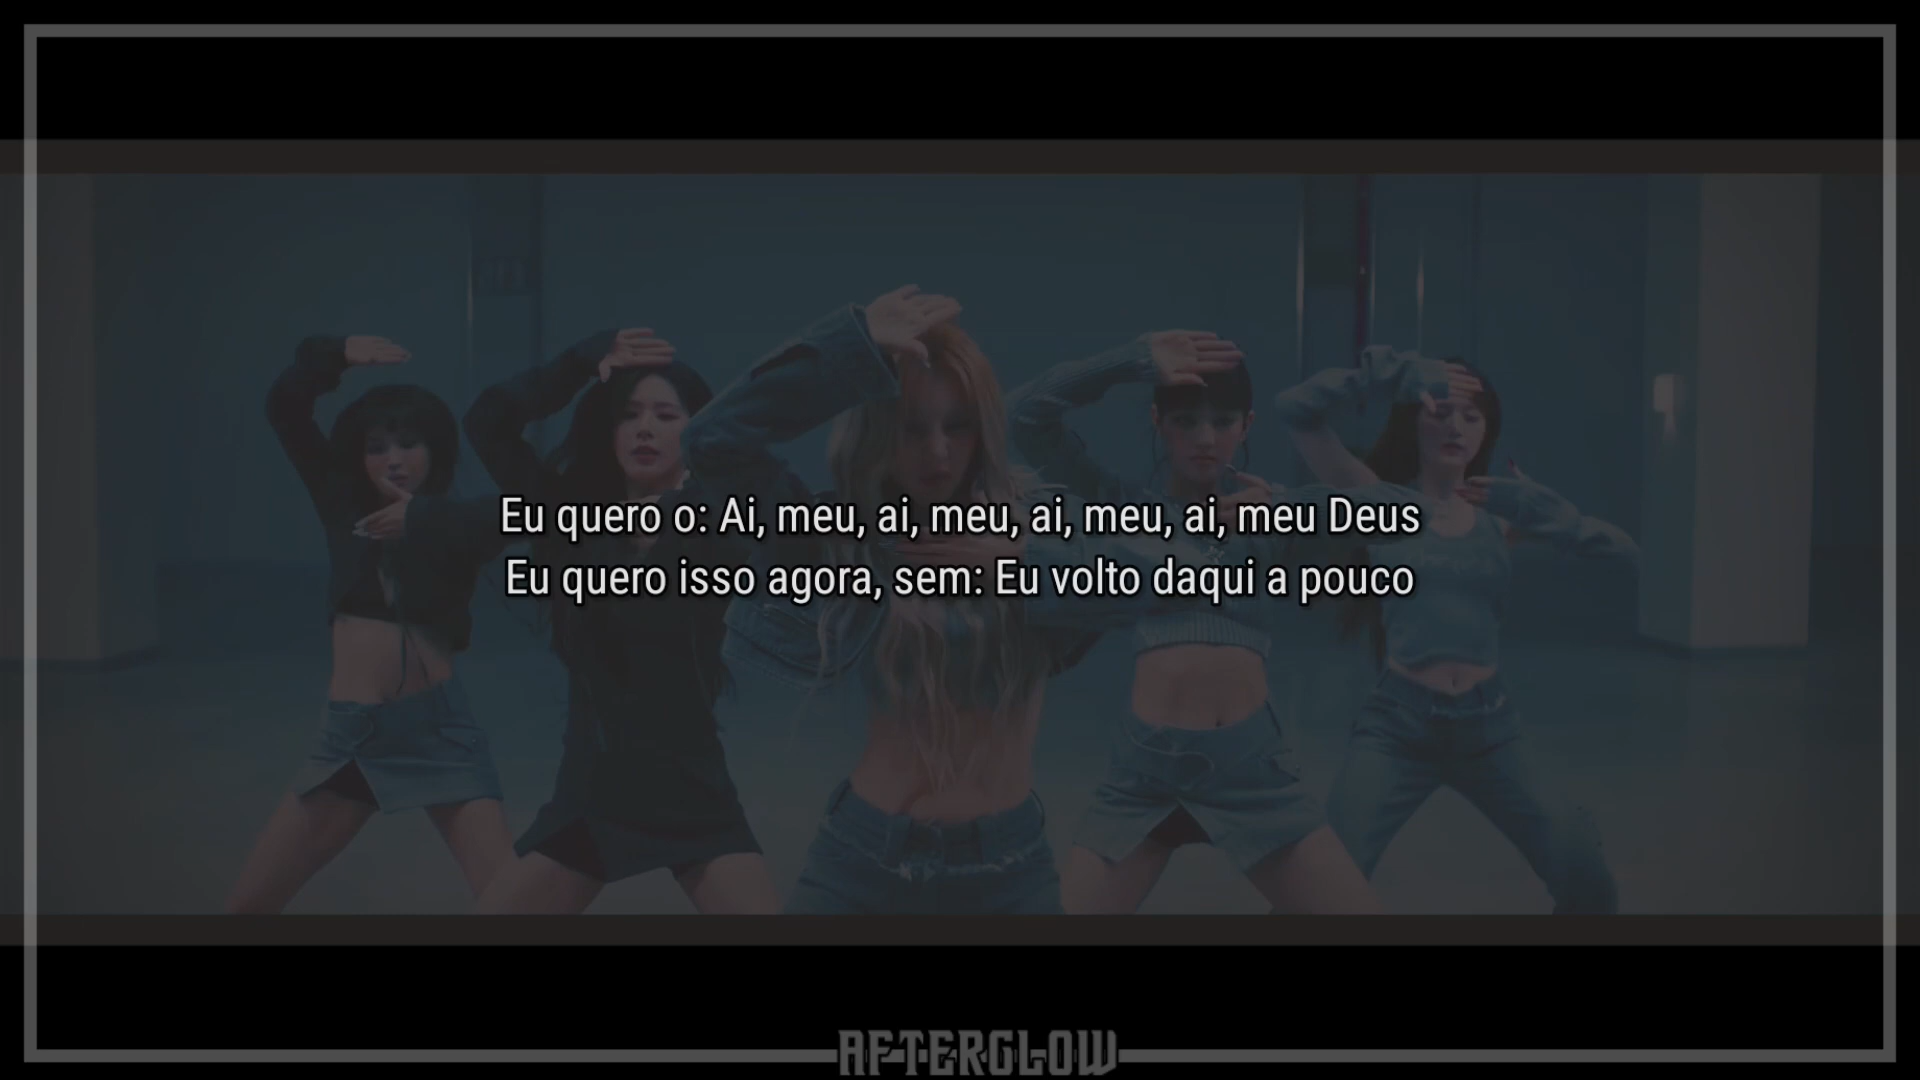 Eu quero o: Ai, meu, ai, meu, ai, meu, ai, meu Deus
Eu quero isso agora, sem: Eu volto daqui a pouco
AFTERGLOW